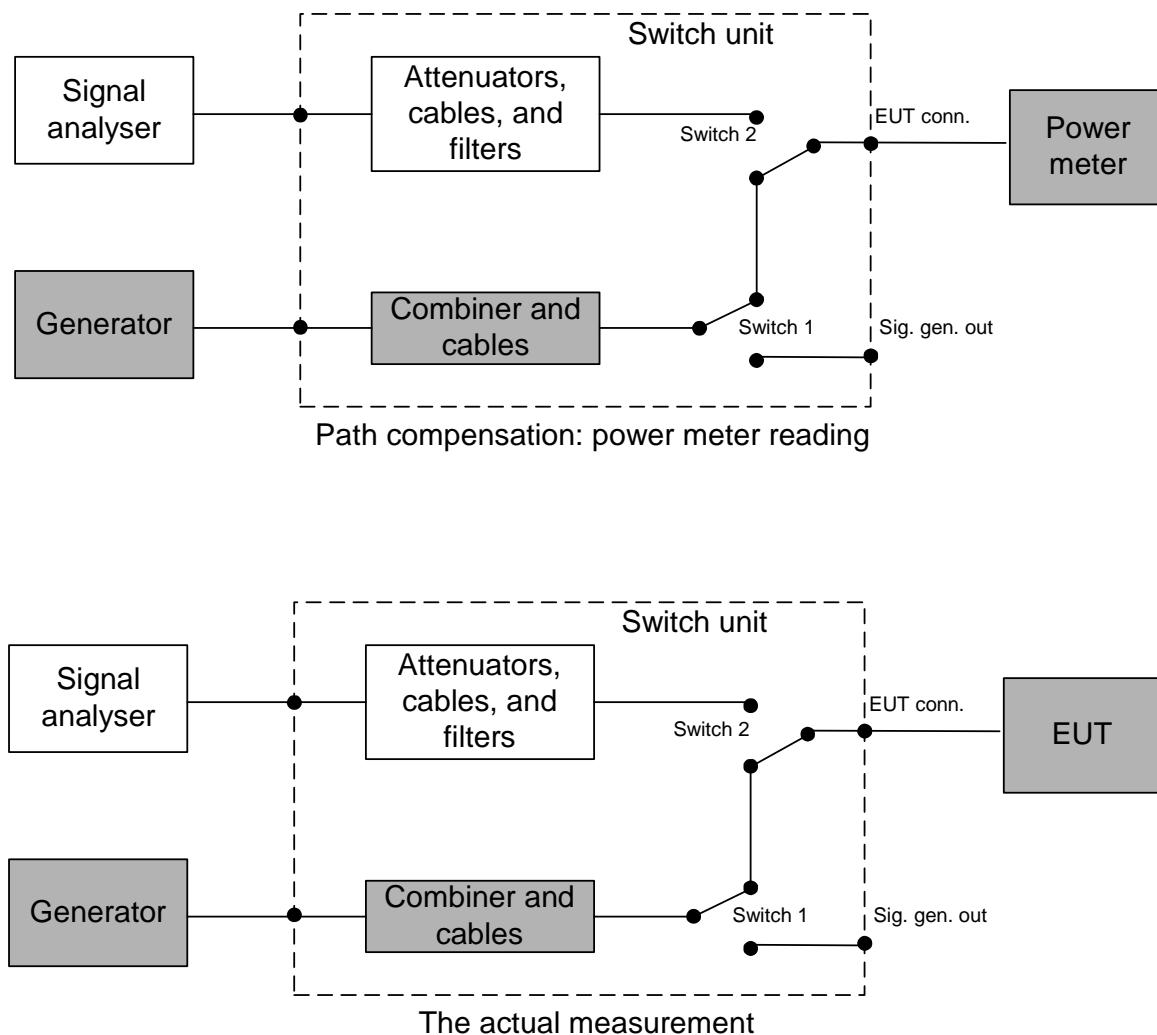 Switch unit
Signal
analyser
Attenuators,
cables, and
filters
Switch 2
EUT conn.
Power
meter
Generator
Combiner and
cables
Switch 1
Sig. gen. out
Path compensation: power meter reading
Switch unit
Signal
analyser
Attenuators,
cables, and
filters
Switch 2
EUT conn.
EUT
Generator
Combiner and
cables
Switch 1
Sig. gen. out
The actual measurement